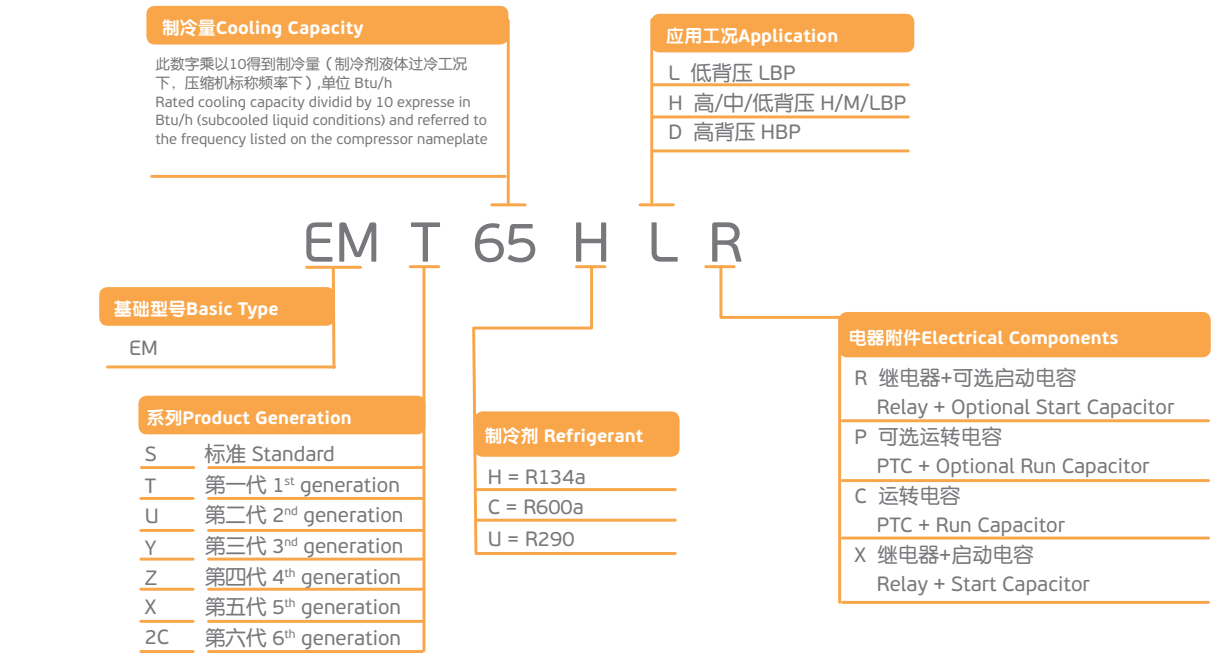 制冷量Cooling Capacity
此数字乘以10得到制冷量（制冷剂液体过冷工况
下，压缩机标称频率下）,单位 Btu/h
Rated cooling capacity dividid by 10 expresse in
Btu/h (subcooled liquid conditions) and referred to
the frequency listed on the compressor nameplate
应用工况Application
L 低背压 LBP
H 高/中/低背压 H/M/LBP
D 高背压 HBP
EM T 65 H L R
基础型号Basic Type
EM
系列Product Generation
S 标准 Standard
T 第一代 1st generation
U 第二代 2nd generation
Y 第三代 3nd generation
Z 第四代 4th generation
X 第五代 5th generation
2C 第六代 6th generation
制冷剂 Refrigerant
H = R134a
C = R600a
U = R290
电器附件Electrical Components
R 继电器+可选启动电容
Relay + Optional Start Capacitor
P 可选运转电容
PTC + Optional Run Capacitor
C 运转电容
PTC + Run Capacitor
X 继电器+启动电容
Relay + Start Capacitor